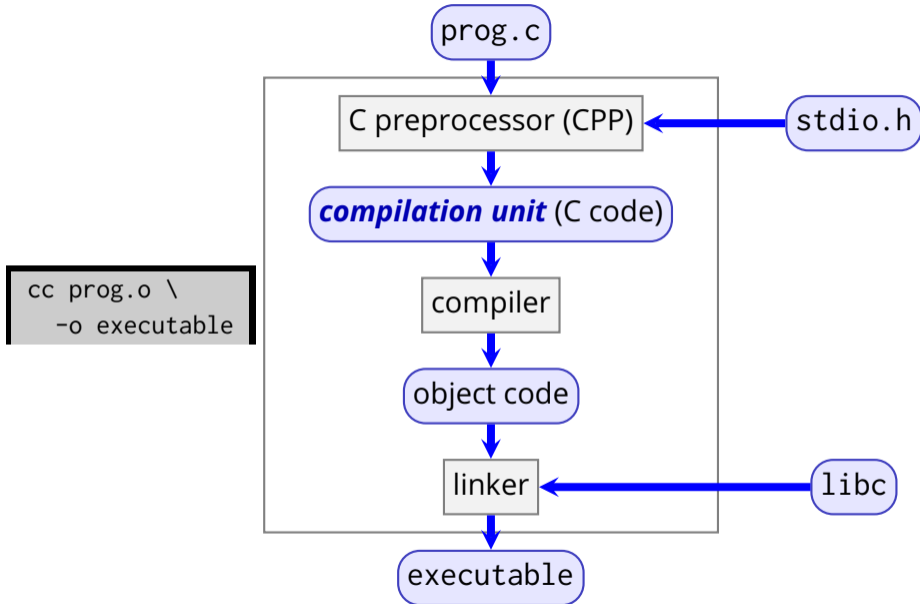 prog.c
C preprocessor (CPP)
stdio.h
compilation unit (C code)
cc prog.o \
-o executable
compiler
object code
linker
libc
executable